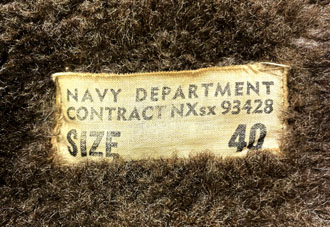 NAVY DEPARTMENT
CONTRACT NXsx 93428
SIZE 40